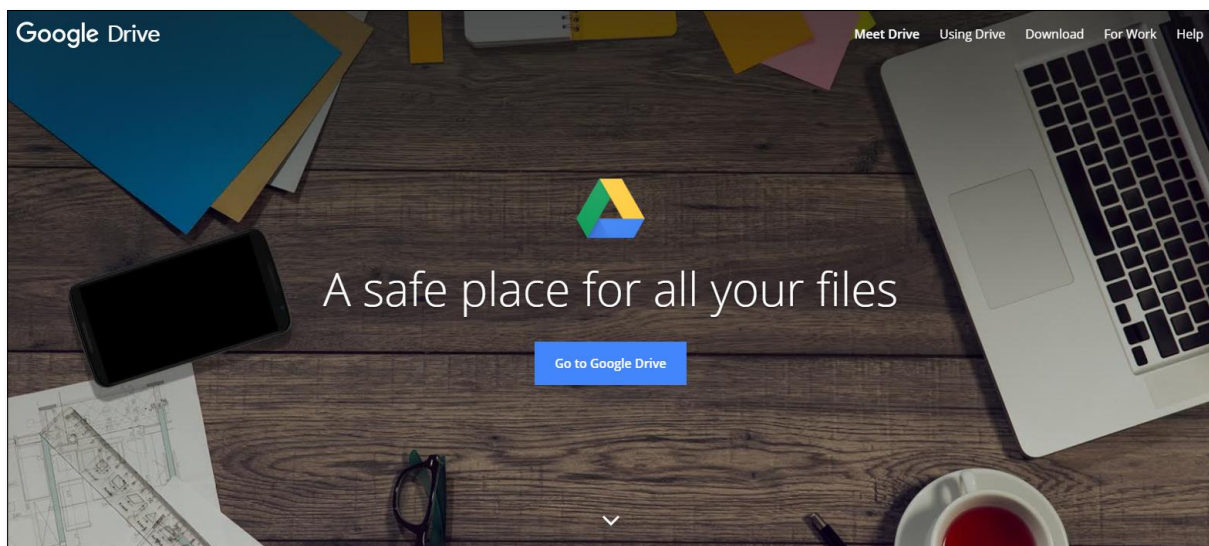 Google Drive
Meet Drive Using Drive Download For Work Help
A safe place for all your files
Go to Google Drive